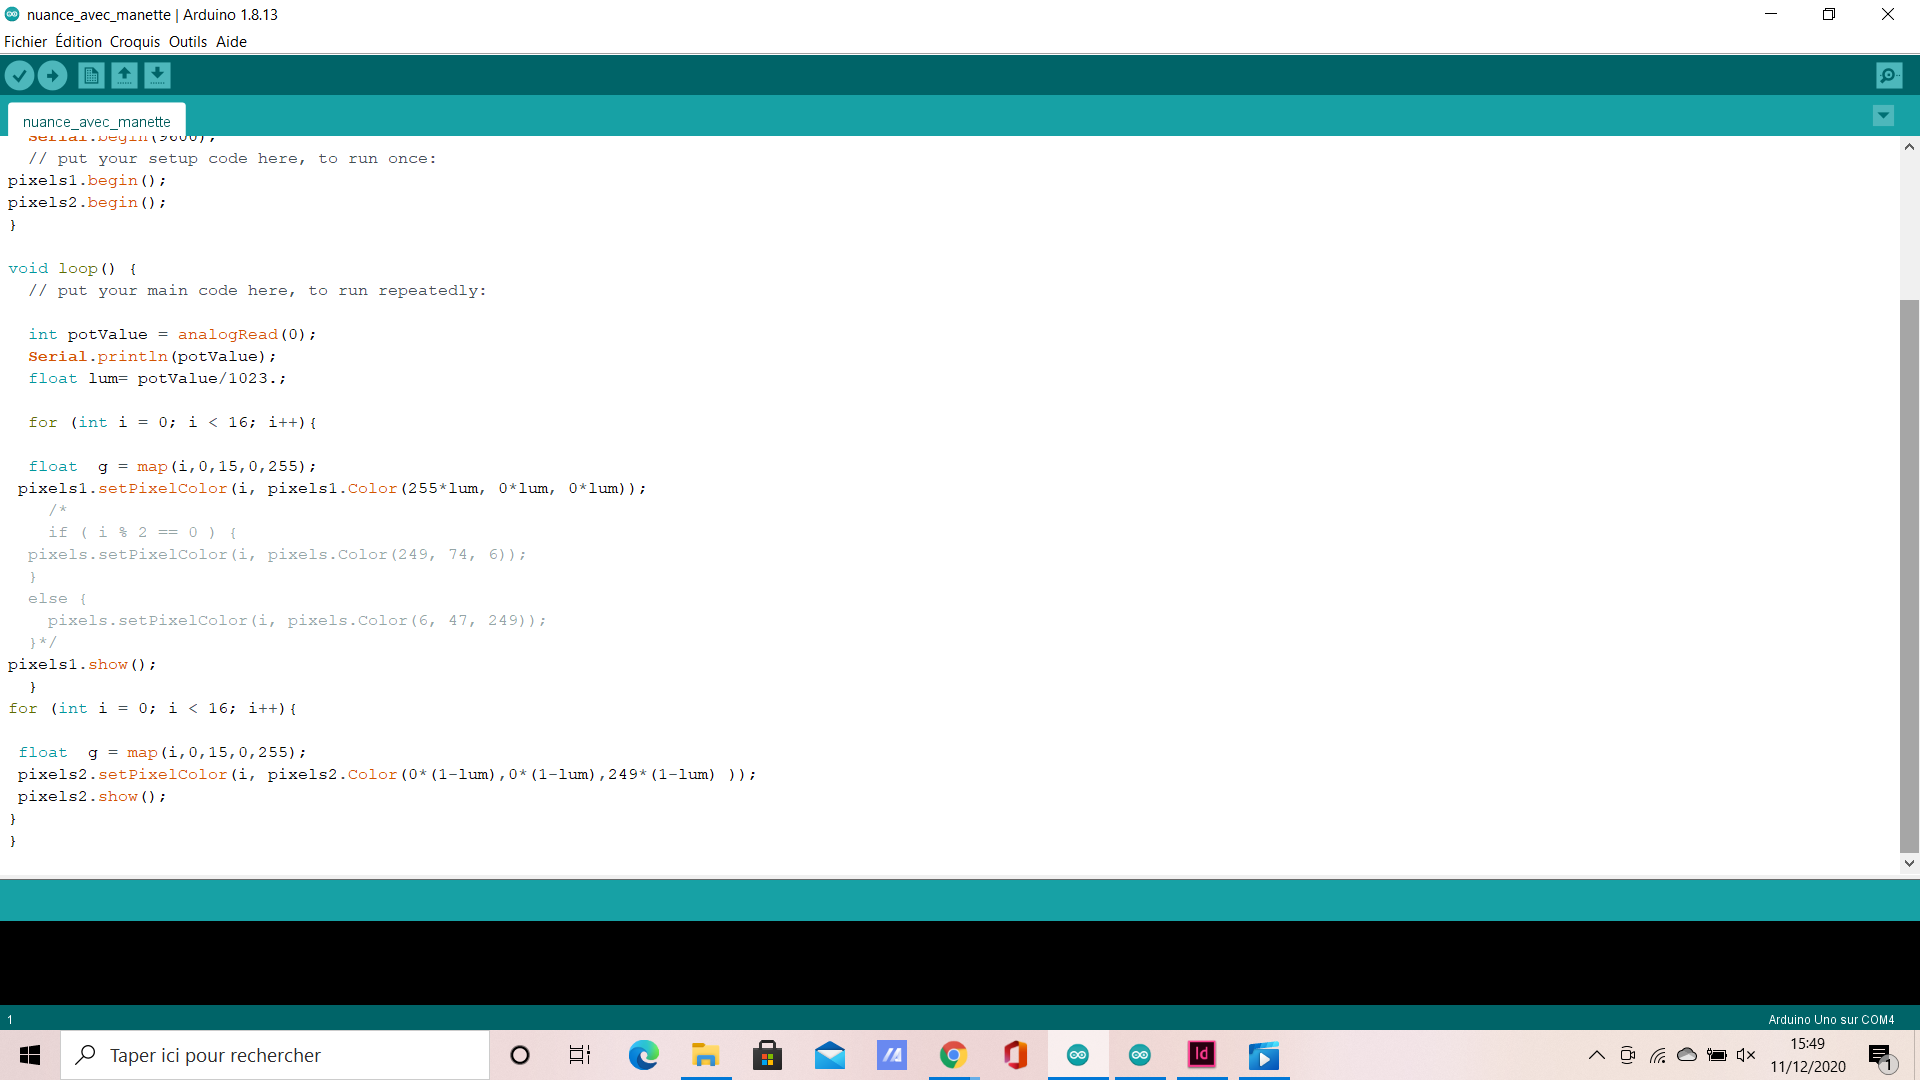 nuance_avec_manette | Arduino 1.8.13
Fichier Édition Croquis Outils Aide
nuance_avec_manette
Serial.begin(9600);
// put your setup code here, to run once:
pixels1.begin();
pixels2.begin();
}
void loop() {
// put your main code here, to run repeatedly:
int potValue = analogRead(0);
Serial.println(potValue);
float lum= potValue/1023.;
for (int i = 0; i < 16; i++){
float  g = map(i,0,15,0,255);
pixels1.setPixelColor(i, pixels1.Color(255*lum, 0*lum, 0*lum));
/*
if ( i % 2 == 0 ) {
pixels.setPixelColor(i, pixels.Color(249, 74, 6));
}
else {
pixels.setPixelColor(i, pixels.Color(6, 47, 249));
}*/
pixels1.show();
}
for (int i = 0; i < 16; i++){
float  g = map(i,0,15,0,255);
pixels2.setPixelColor(i, pixels2.Color(0*(1-lum),0*(1-lum),249*(1-lum) ));
pixels2.show();
}
}
1
Arduino Uno sur COM4
Taper ici pour rechercher
Id
15:49
11/12/2020
1